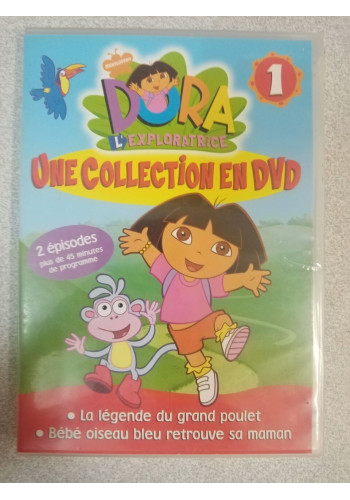 nickelodeon
DORA
L'EXPLORATRICE
1
UNE COLLECTION EN DVD
2 épisodes
plus de 45 minutes
de programme
• La légende du grand poulet
• Bébé oiseau bleu retrouve sa maman